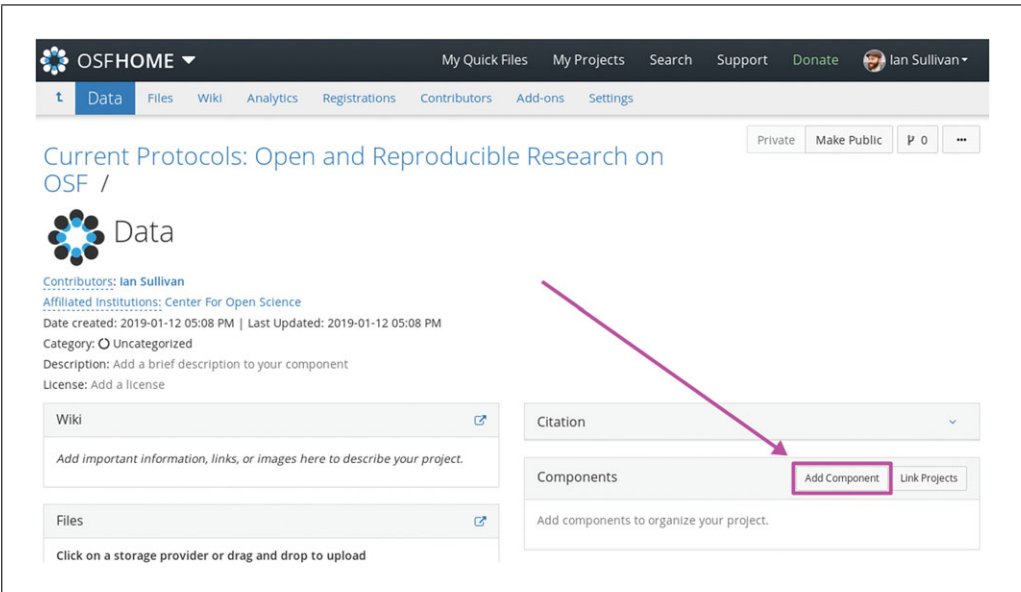 OSFHOME
My Quick Files My Projects Search Support Donate Ian Sullivan
Data Files Wiki Analytics Registrations Contributors Add-ons Settings
Private Make Public 0
Current Protocols: Open and Reproducible Research on
OSF /
Data
Contributors: Ian Sullivan
Affiliated Institutions: Center For Open Science
Date created: 2019-01-12 05:08 PM | Last Updated: 2019-01-12 05:08 PM
Category: Uncategorized
Description: Add a brief description to your component
License: Add a license
Wiki
Add important information, links, or images here to describe your project.
Files
Click on a storage provider or drag and drop to upload
Citation
Components Add Component Link Projects
Add components to organize your project.